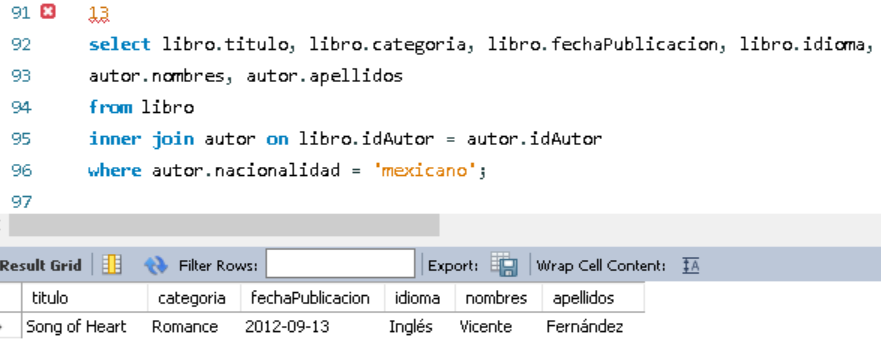 91 13
92 select libro.titulo, libro.categoria, libro.fechaPublicacion, libro.idioma,
93 autor.nombres, autor.apellidos
94 from libro
95 inner join autor on libro.idAutor = autor.idAutor
96 where autor.nacionalidad = 'mexicano';
97
Result Grid Filter Rows: Export: Wrap Cell Content: IA
titulo categoria fechaPublicacion idioma nombres apellidos
Song of Heart Romance 2012-09-13 Inglés Vicente Fernández